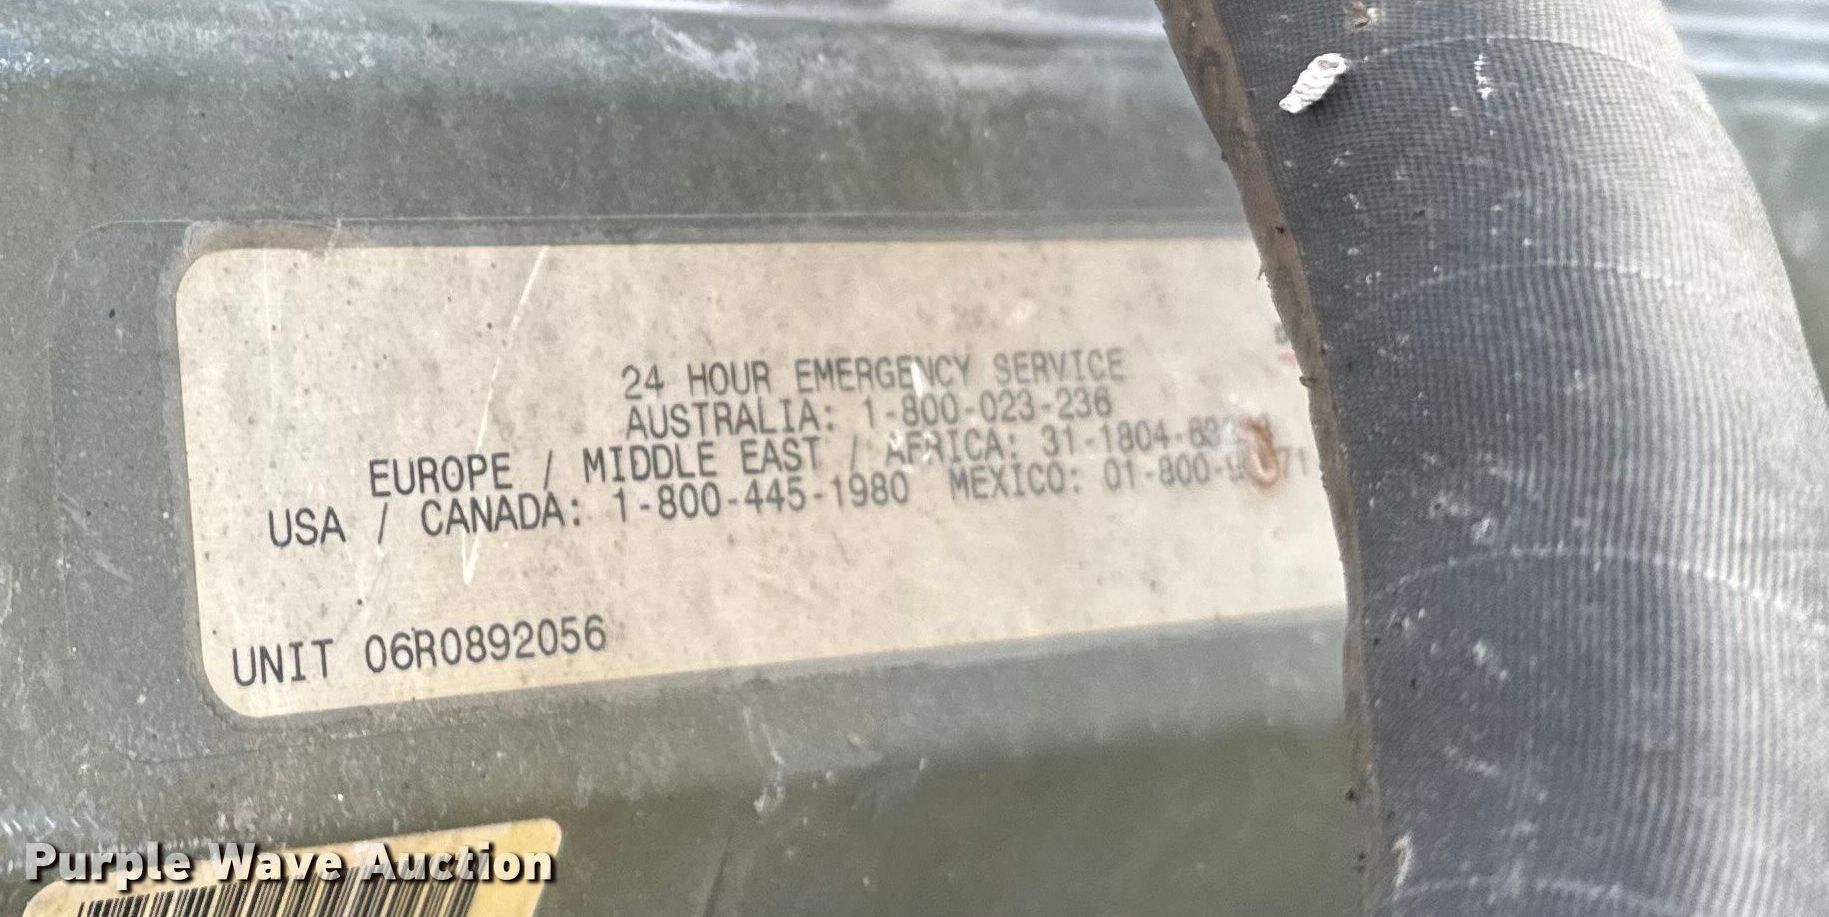 24 HOUR EMERGENCY SERVICE
AUSTRALIA: 1-800-023-236
EUROPE / MIDDLE EAST / AFRICA:
USA / CANADA: 1-800-445-1980 MEXICO:
UNIT 06R0892056
Purple Wave Auction